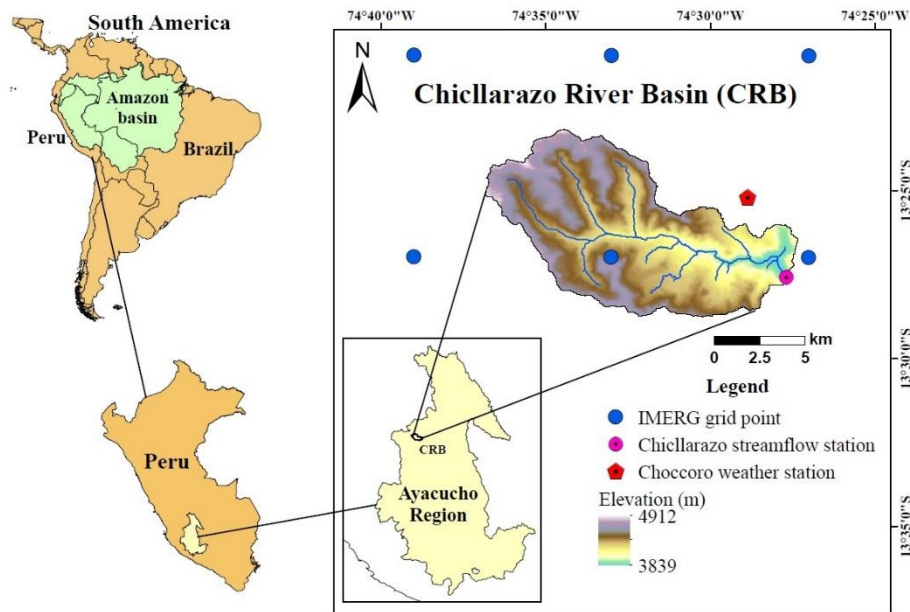 South America
Amazon
basin
Peru
Brazil
Peru
CRB
Ayacucho
Region
74°40'0"W
74°35'0"W
74°30'0"W
74°25'0"W
N
Chicllarazo River Basin (CRB)
13°25'0"S
13°30'0"S
13°35'0"S
km
0 2.5 5
Legend
IMERG grid point
Chicllarazo streamflow station
Choccoro weather station
Elevation (m)
4912
3839